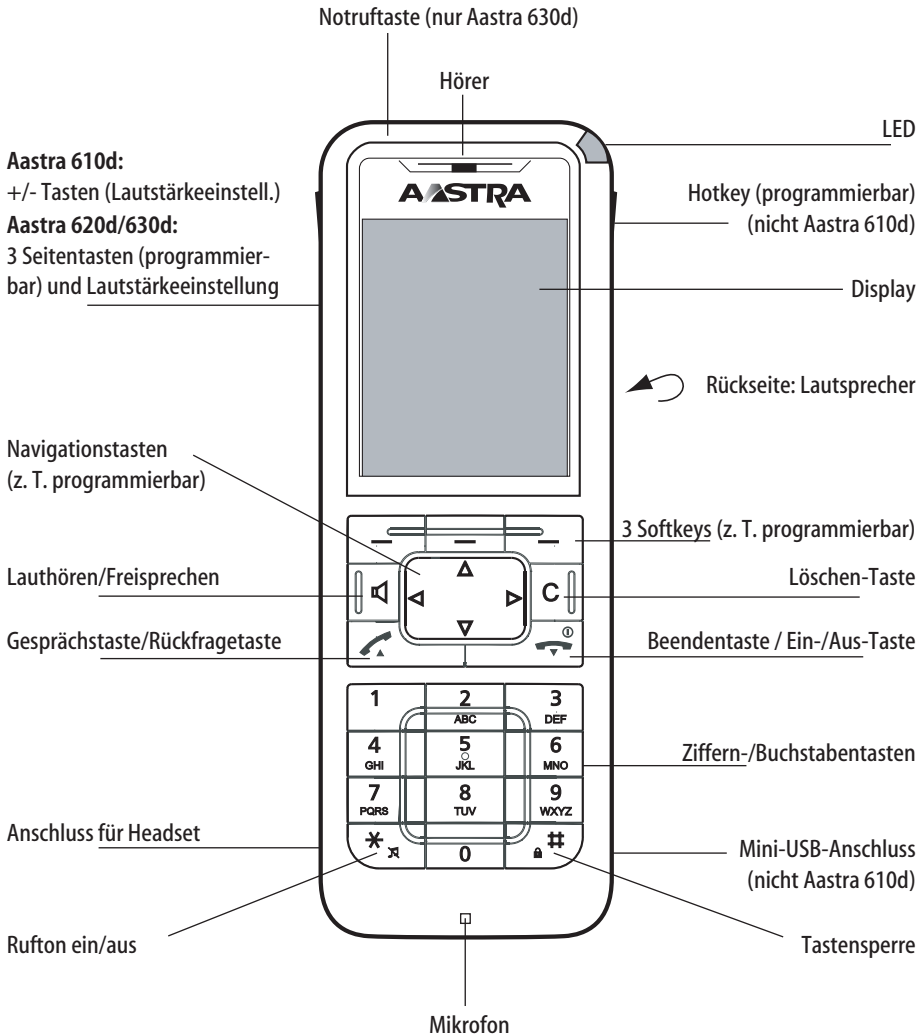 Notruftaste (nur Aastra 630d)
Hörer
LED
Aastra 610d:
+/- Tasten (Lautstärkeeinstell.)
Aastra 620d/630d:
3 Seitentasten (programmier-
bar) und Lautstärkeeinstellung
Hotkey (programmierbar)
(nicht Aastra 610d)
AASTRA
Display
Rückseite: Lautsprecher
Navigationstasten
(z. T. programmierbar)
3 Softkeys (z. T. programmierbar)
Lauthören/Freisprechen
C
Löschen-Taste
Gesprächstaste/Rückfragetaste
Beendentaste / Ein-/Aus-Taste
1 2 3
ABC DEF
4 5 6
GHI JKL MNO
Ziffern-/Buchstabentasten
7 8 9
PQRS TUV WXYZ
* 0 #
Anschluss für Headset
Mini-USB-Anschluss
(nicht Aastra 610d)
Rufton ein/aus
Tastensperre
Mikrofon